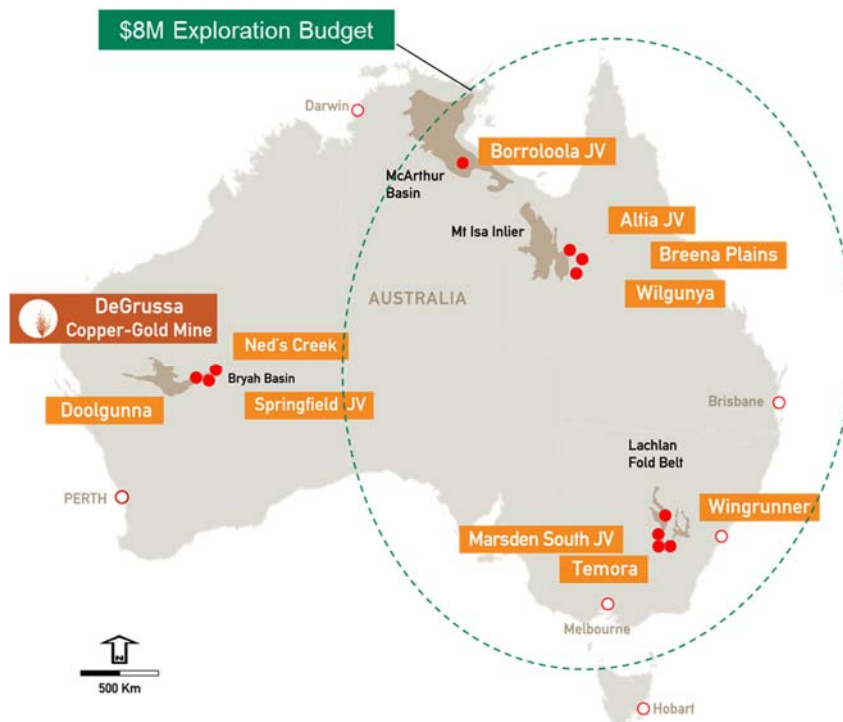 $8M Exploration Budget
Darwin
Borroloola JV
McArthur
Basin
Mt Isa Inlier
Altia JV
Breena Plains
Wilgunya
AUSTRALIA
DeGrussa
Copper-Gold Mine
Ned's Creek
Bryah Basin
Doolgunna
Springfield JV
Brisbane
Lachlan
Fold Belt
PERTH
Wingrunner
Marsden South JV
Temora
Melbourne
N
500 Km
Hobart